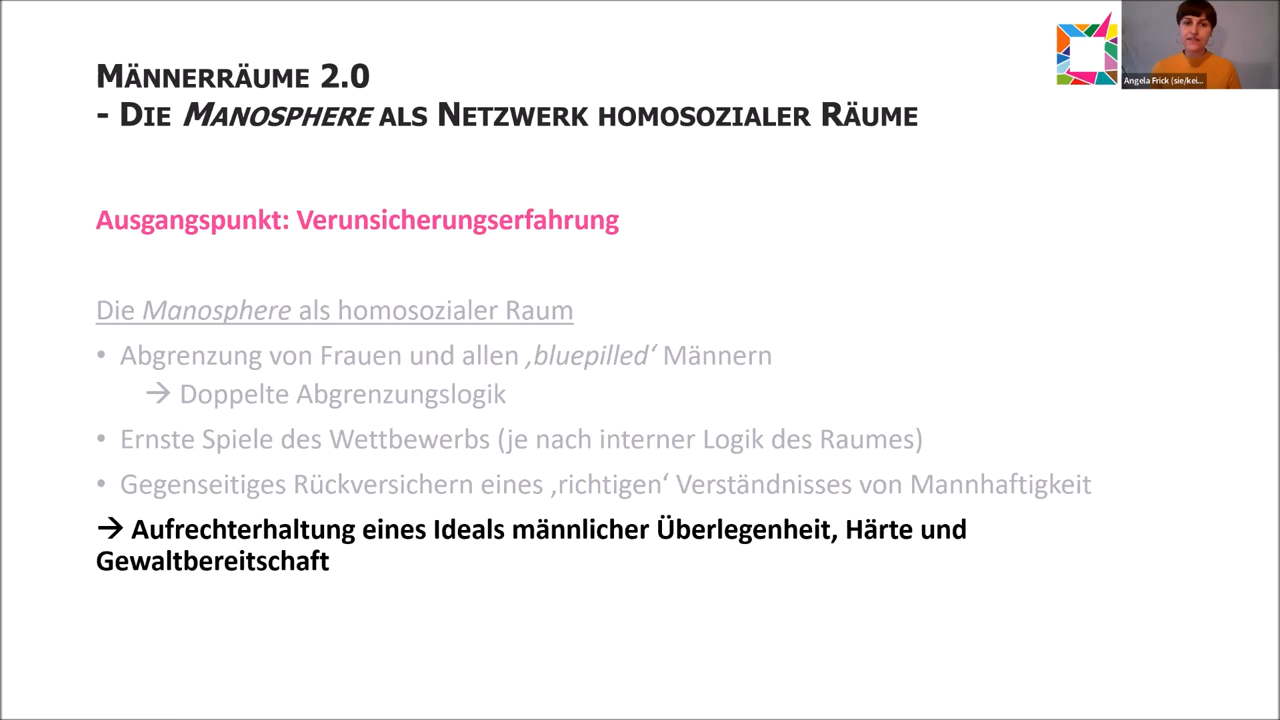 MÄNNERRÄUME 2.0
- DIE MANOSPHERE ALS NETZWERK HOMOSOZIALER RÄUME
Angela Frick (sie/kei...
Ausgangspunkt: Verunsicherungserfahrung
Die Manosphere als homosozialer Raum
• Abgrenzung von Frauen und allen ‚bluepilled‘ Männern
→ Doppelte Abgrenzungslogik
• Ernste Spiele des Wettbewerbs (je nach interner Logik des Raumes)
• Gegenseitiges Rückversichern eines ‚richtigen‘ Verständnisses von Mannhaftigkeit
→ Aufrechterhaltung eines Ideals männlicher Überlegenheit, Härte und
Gewaltbereitschaft